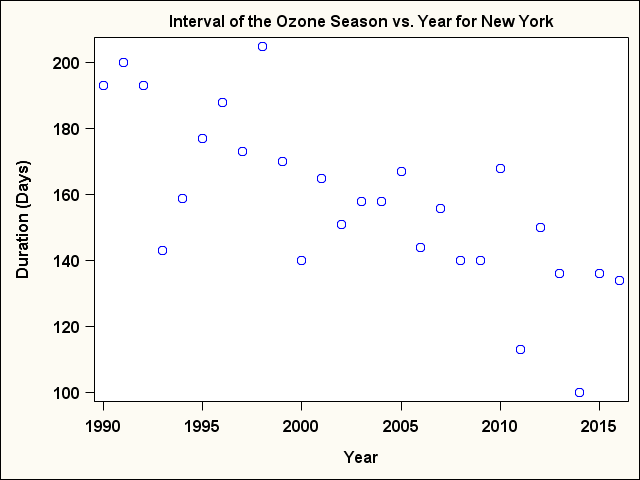 Interval of the Ozone Season vs. Year for New York
200
180
160
140
120
100
Duration (Days)
1990 1995 2000 2005 2010 2015
Year